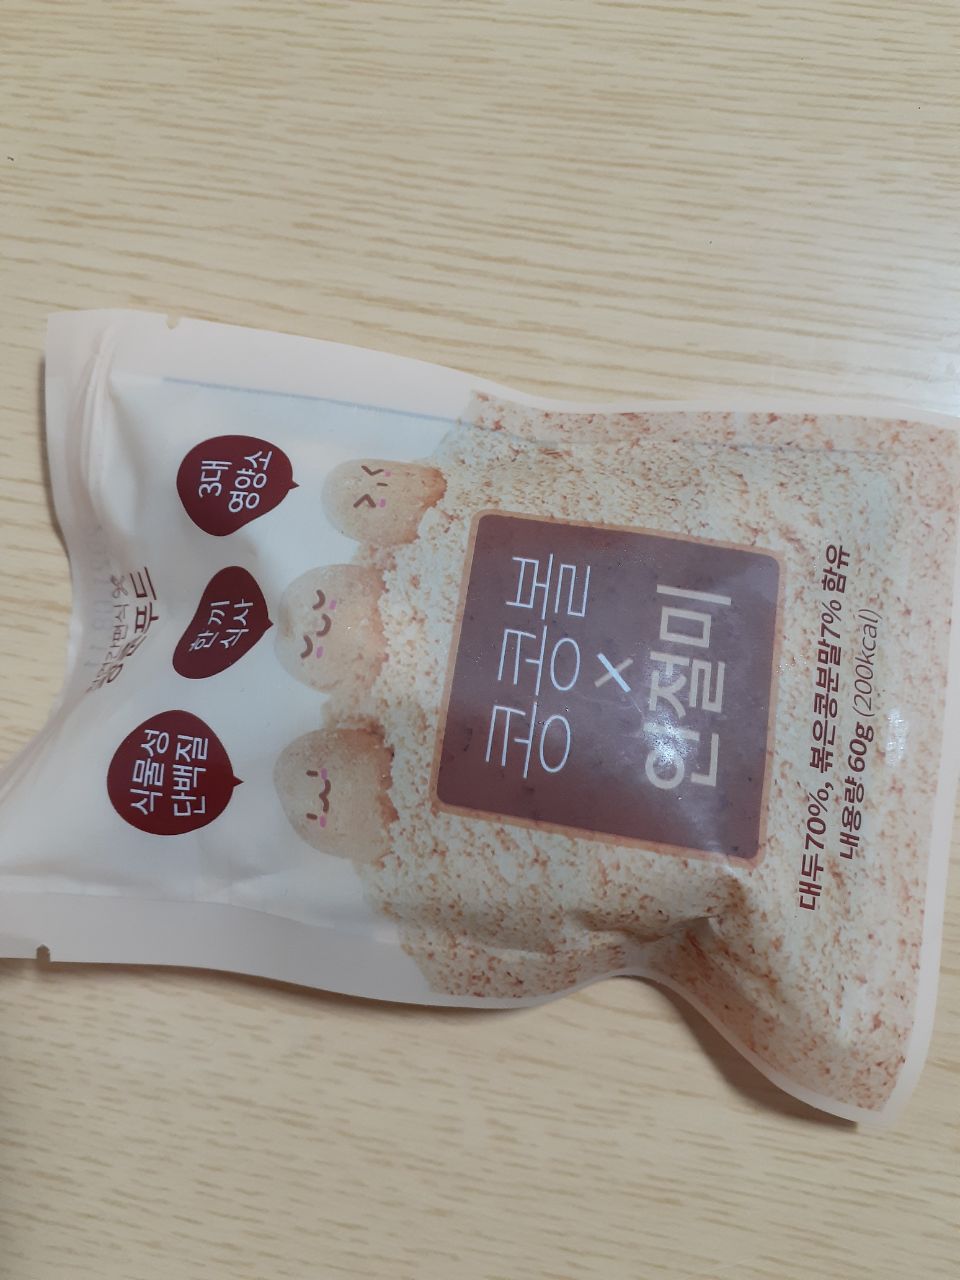 식물성
단백질
한 끼
식사
3대
영양소
콩콩볼
×
인절미
대두70%, 볶은콩분말7% 함유
내용량 60g (200kcal)